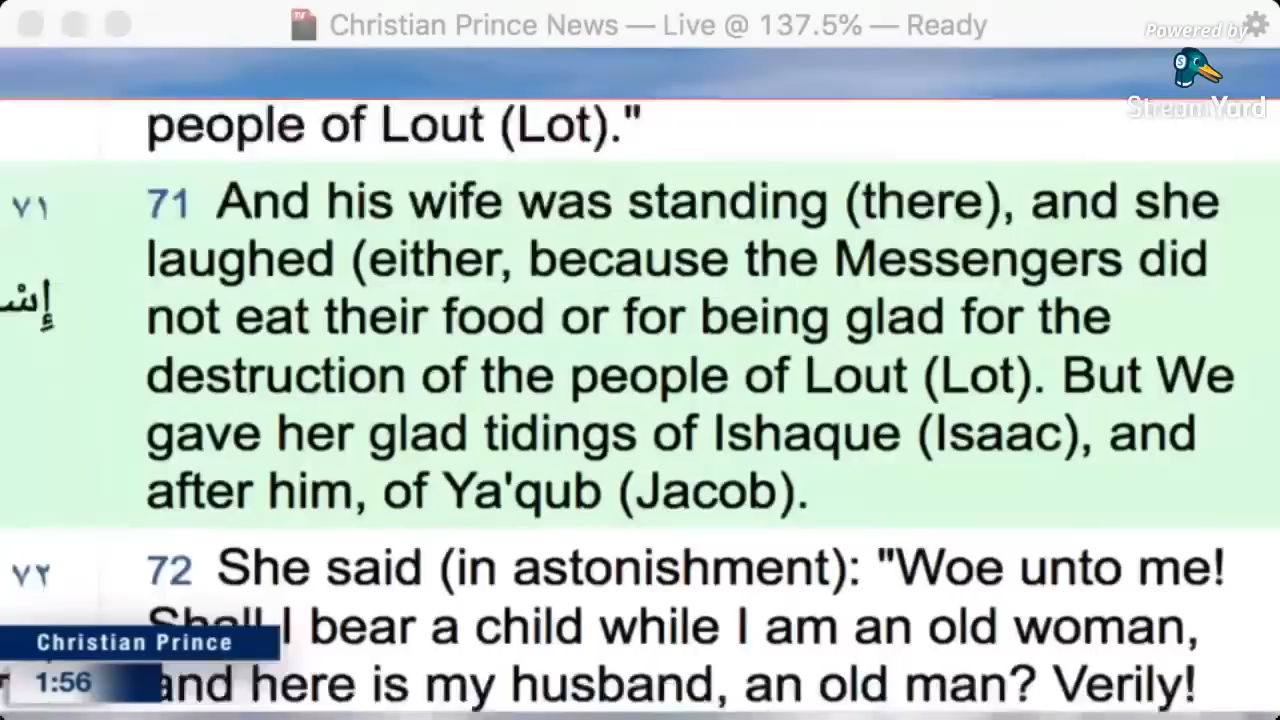 Christian Prince News — Live @ 137.5% — Ready
Powered by
StreamYard
people of Lout (Lot)."
٧١ 71 And his wife was standing (there), and she
laughed (either, because the Messengers did
إش not eat their food or for being glad for the
destruction of the people of Lout (Lot). But We
gave her glad tidings of Ishaque (Isaac), and
after him, of Ya'qub (Jacob).
٧٢ 72 She said (in astonishment): "Woe unto me!
Shall I bear a child while I am an old woman,
and here is my husband, an old man? Verily!
Christian Prince
1:56